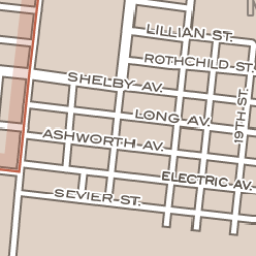 LILLIAN ST.
ROTHCHILD ST.
SHELBY AV.
LONG AV.
19TH ST.
ASHWORTH AV.
ELECTRIC AV.
SEVIER ST.